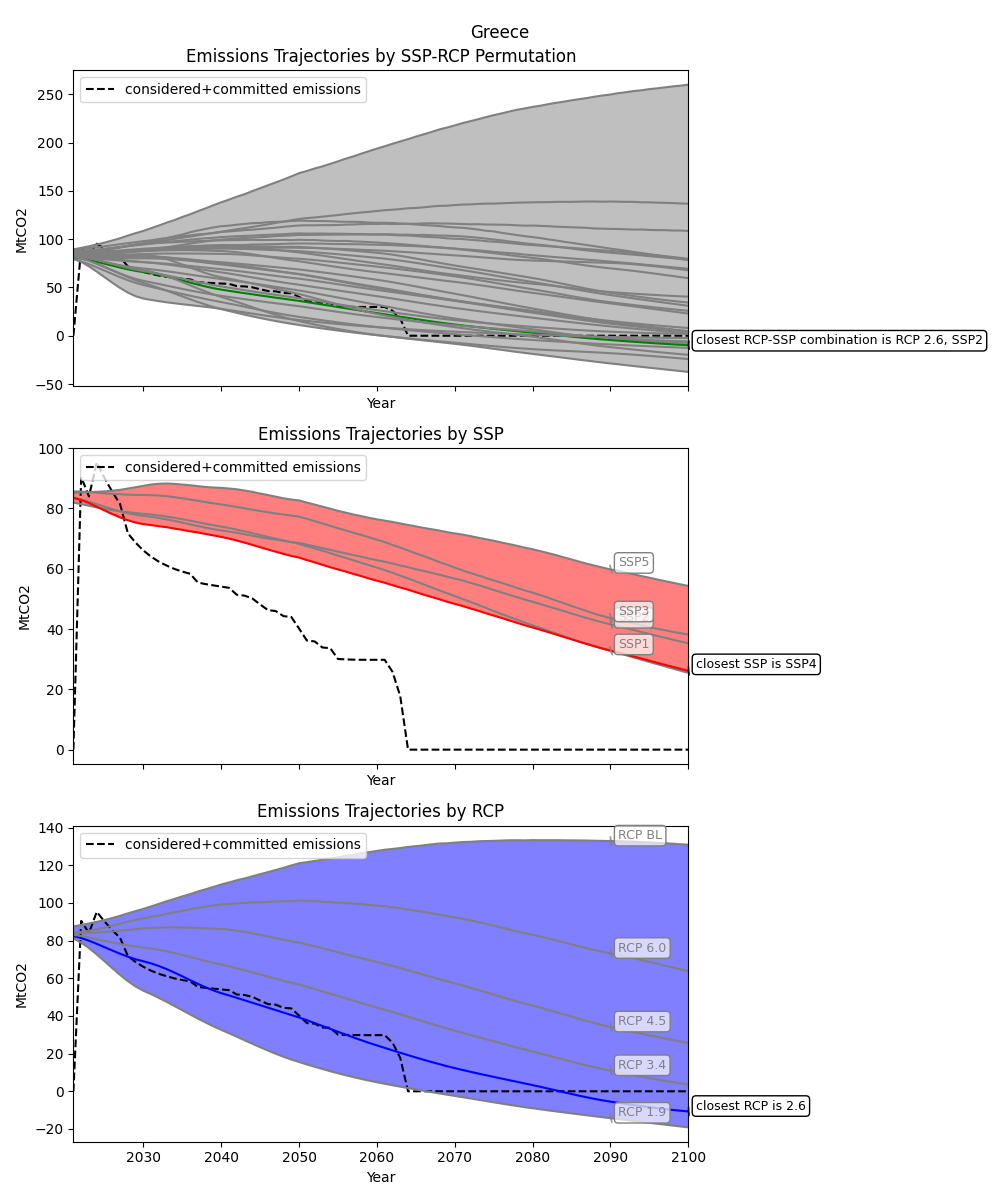 Greece
Emissions Trajectories by SSP-RCP Permutation
considered+committed emissions
250
200
150
100
50
0
−50
MtCO2
Year
closest RCP-SSP combination is RCP 2.6, SSP2
Emissions Trajectories by SSP
considered+committed emissions
100
80
60
40
20
0
MtCO2
SSP5
SSP3
SSP1
closest SSP is SSP4
Year
Emissions Trajectories by RCP
considered+committed emissions
140
120
100
80
60
40
20
0
−20
MtCO2
RCP BL
RCP 6.0
RCP 4.5
RCP 3.4
RCP 1.9
closest RCP is 2.6
2030 2040 2050 2060 2070 2080 2090 2100
Year